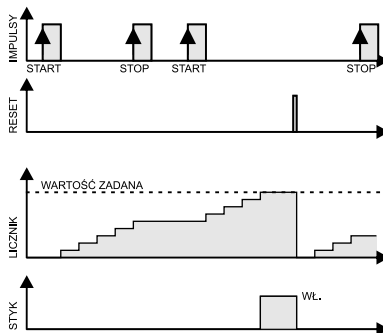 IMPULSY
START
STOP
START
STOP
RESET
WARTOŚĆ ZADANA
LICZNIK
WŁ.
STYK